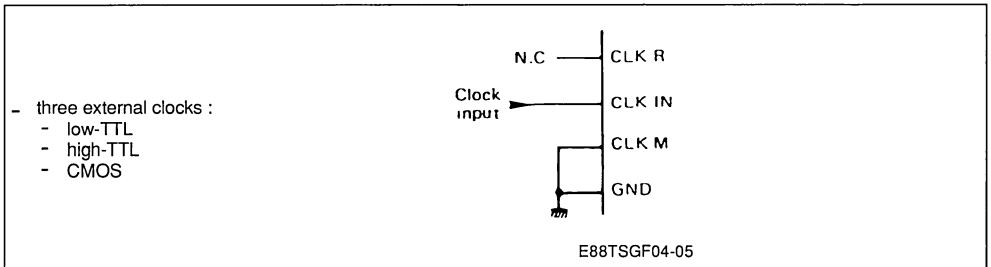 - three external clocks :
- low-TTL
- high-TTL
- CMOS
N.C
CLK R
Clock
input
CLK IN
CLK M
GND
E88TSGF04-05